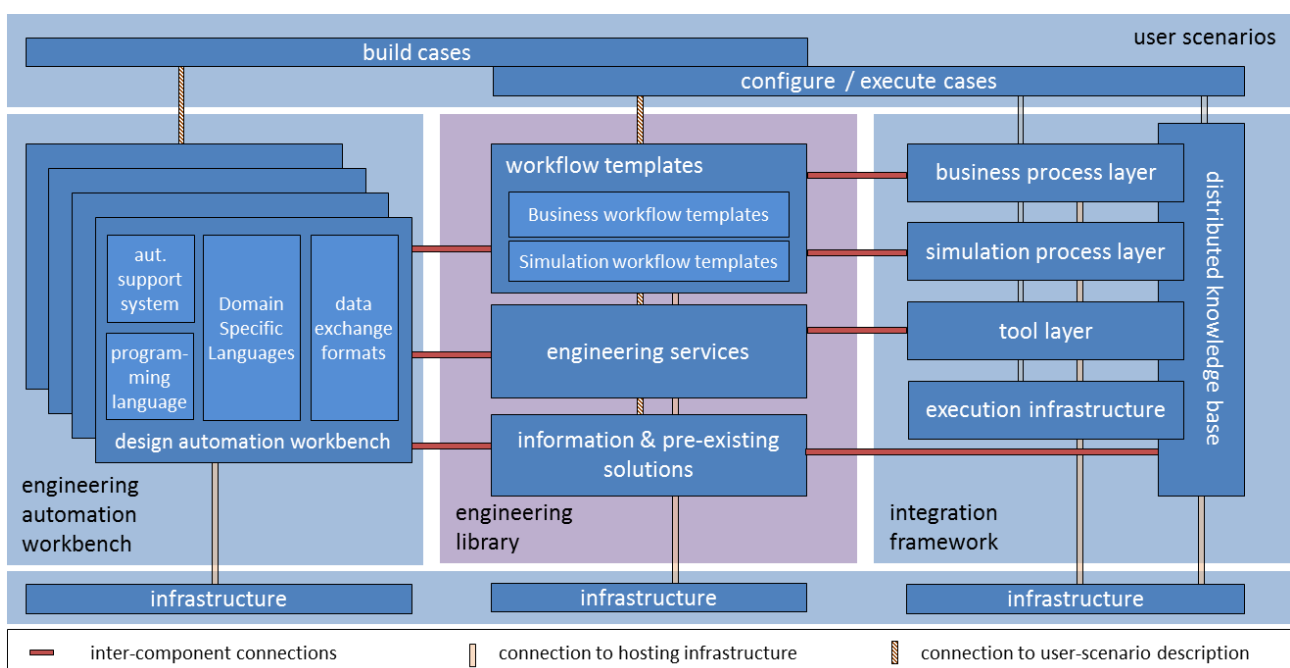 user scenarios
build cases
configure / execute cases
aut.
support
system
program-
ming
language
Domain
Specific
Languages
data
exchange
formats
design automation workbench
engineering
automation
workbench
workflow templates
Business workflow templates
Simulation workflow templates
engineering services
information & pre-existing
solutions
engineering
library
business process layer
simulation process layer
tool layer
execution infrastructure
distributed knowledge base
integration
framework
infrastructure
infrastructure
infrastructure
inter-component connections
connection to hosting infrastructure
connection to user-scenario description